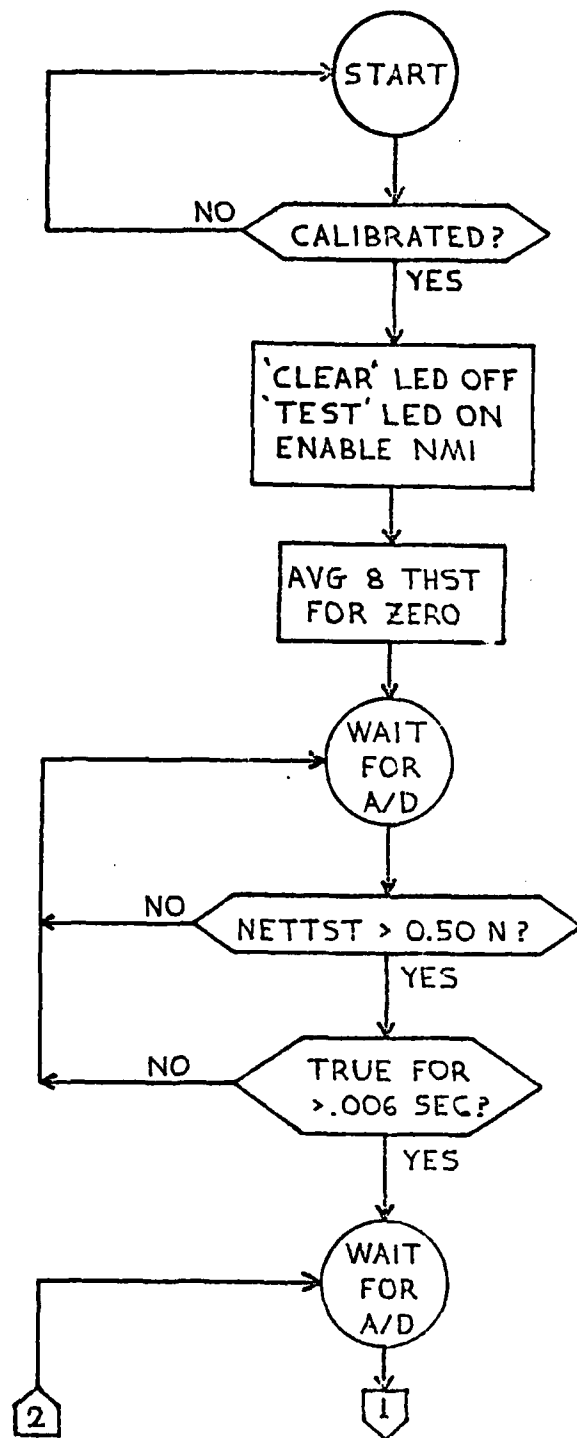 START
NO
CALIBRATED?
YES
'CLEAR' LED OFF
'TEST' LED ON
ENABLE NMI
AVG 8 THST
FOR ZERO
WAIT
FOR
A/D
NO
NETTST > 0.50 N?
YES
NO
TRUE FOR
>.006 SEC?
YES
WAIT
FOR
A/D
2
1